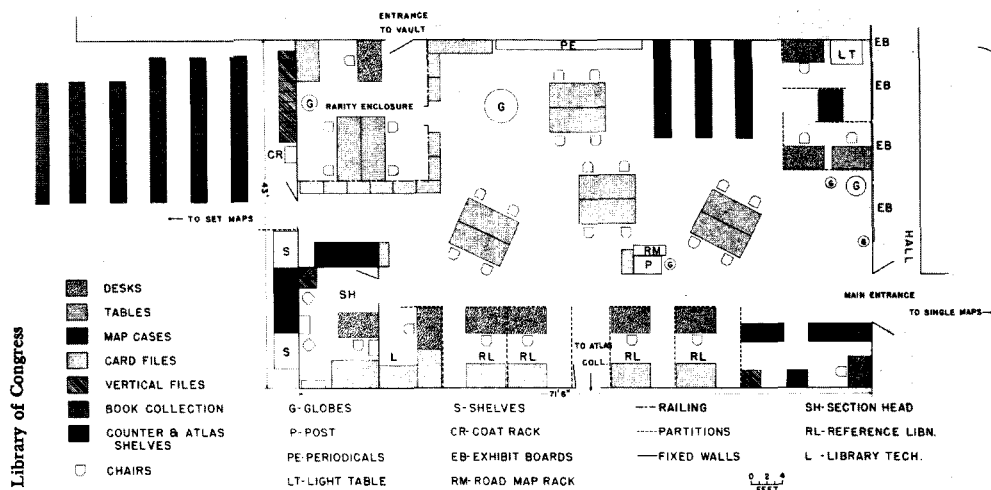 ENTRANCE
TO VAULT
PE
EB
LT
EB
G
RARITY ENCLOSURE
G
EB
CR
43'
G
G
EB
← TO SET MAPS
G
HALL
S
RM
P
G
SH
MAIN ENTRANCE
TO SINGLE MAPS→
S
L
RL
RL
TO ATLAS
COLL.
RL
RL
71'6"
DESKS
TABLES
MAP CASES
CARD FILES
VERTICAL FILES
BOOK COLLECTION
COUNTER & ATLAS
SHELVES
CHAIRS
G-GLOBES
P-POST
PE-PERIODICALS
LT-LIGHT TABLE
S-SHELVES
CR-COAT RACK
EB-EXHIBIT BOARDS
RM-ROAD MAP RACK
RAILING
PARTITIONS
FIXED WALLS
0 2 4
FEET
SH-SECTION HEAD
RL-REFERENCE LIBN.
L -LIBRARY TECH.
Library of Congress